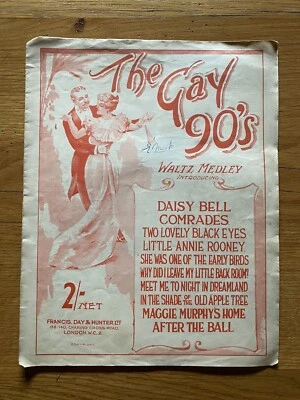 The Gay
90's
WALTZ MEDLEY
INTRODUCING
DAISY BELL
COMRADES
TWO LOVELY BLACK EYES
LITTLE ANNIE ROONEY
SHE WAS ONE OF THE EARLY BIRDS
WHY DID I LEAVE MY LITTLE BACK ROOM?
MEET ME TO NIGHT IN DREAMLAND
IN THE SHADE OF THE OLD APPLE TREE
MAGGIE MURPHYS HOME
AFTER THE BALL
2/- NET
FRANCIS, DAY & HUNTER LTD
138-140, CHARING CROSS ROAD,
LONDON. W.C.2